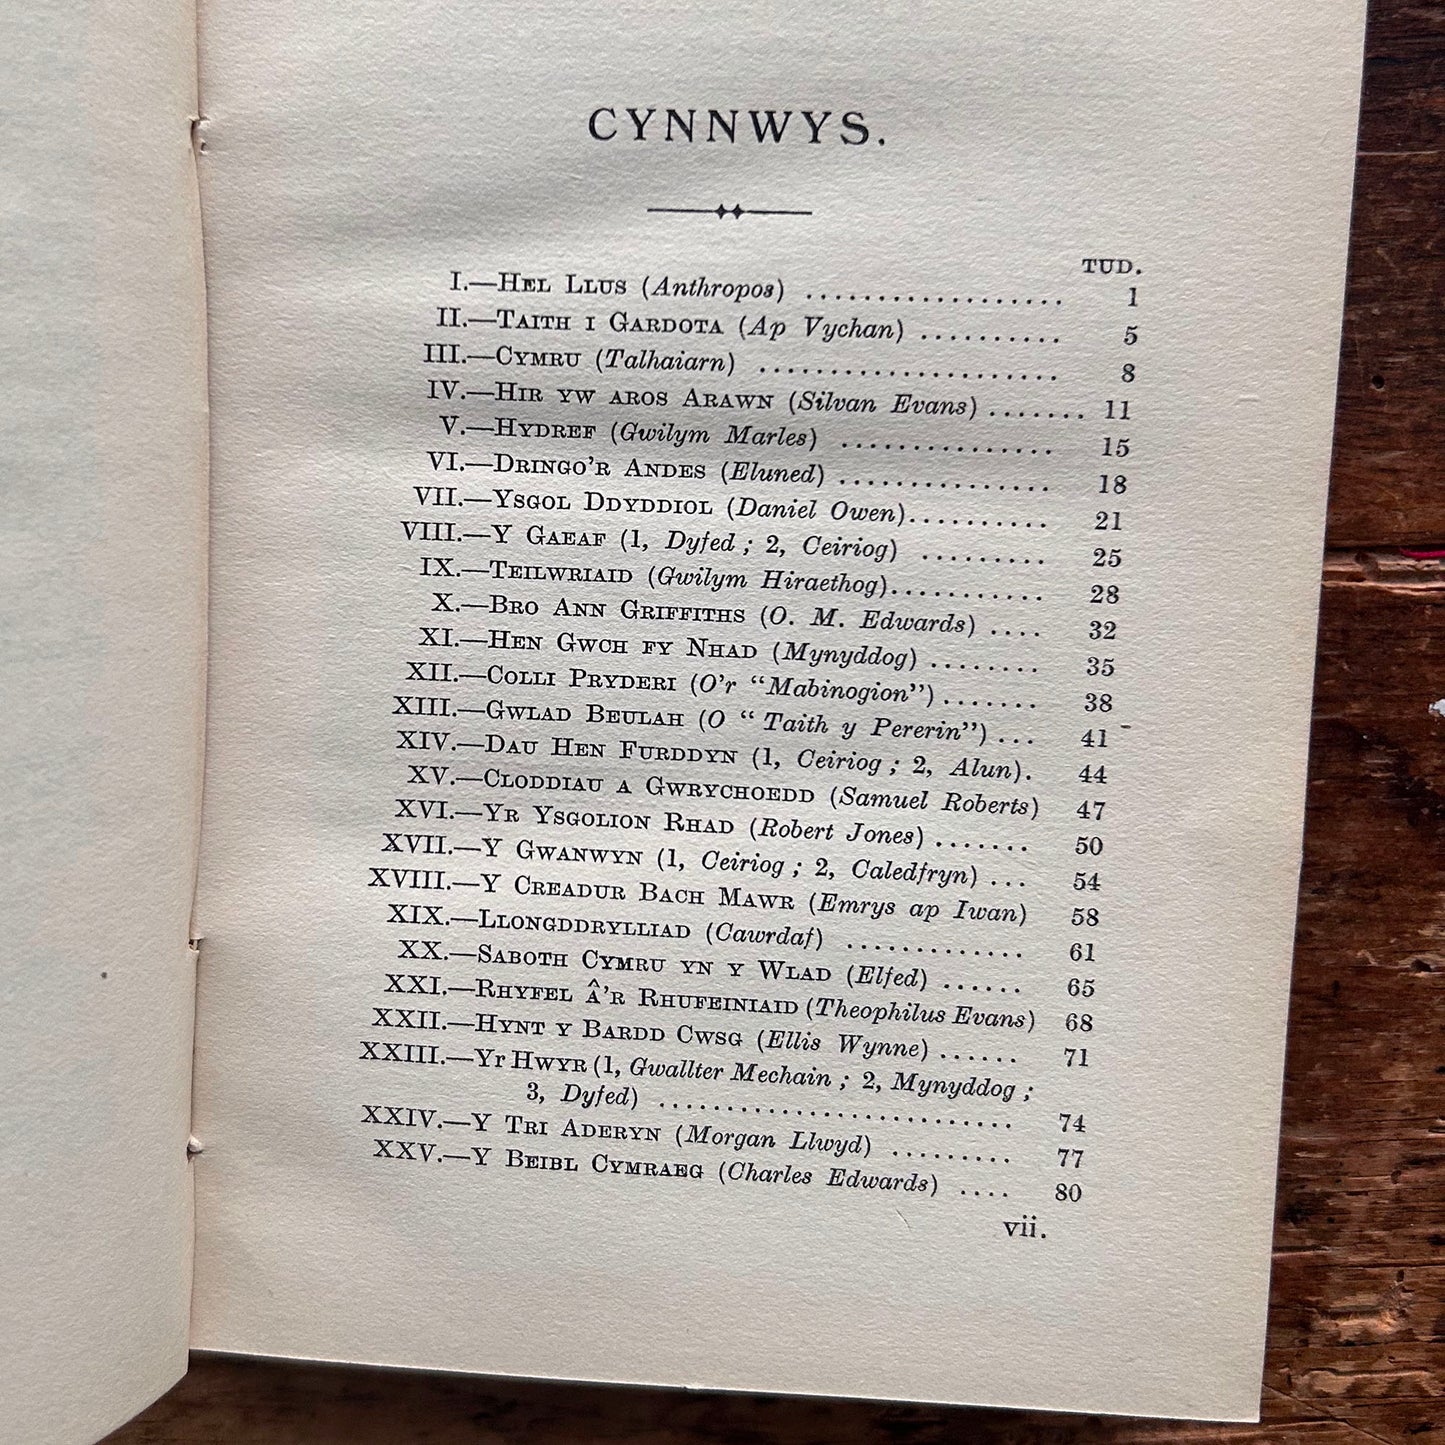 CYNNWYS.
TUD.
I.—Hel Llus (Anthropos) ................... 1
II.—Taith i Gardota (Ap Vychan) .......... 5
III.—Cymru (Talhaiarn) ..................... 8
IV.—Hir yw aros Arawn (Silvan Evans) ....... 11
V.—Hydref (Gwilym Marles) ............... 15
VI.—Dringo'r Andes (Eluned) ............... 18
VII.—Ysgol Ddyddiol (Daniel Owen).......... 21
VIII.—Y Gaeaf (1, Dyfed ; 2, Ceiriog) ......... 25
IX.—Teilwriaid (Gwilym Hiraethog)........... 28
X.—Bro Ann Griffiths (O. M. Edwards) .... 32
XI.—Hen Gwch fy Nhad (Mynyddog) ........ 35
XII.—Colli Pryderi (O'r "Mabinogion") ....... 38
XIII.—Gwlad Beulah (O " Taith y Pererin") ... 41
XIV.—Dau Hen Furddyn (1, Ceiriog ; 2, Alun). 44
XV.—Cloddiau a Gwrychoedd (Samuel Roberts) 47
XVI.—Yr Ysgolion Rhad (Robert Jones) ....... 50
XVII.—Y Gwanwyn (1, Ceiriog ; 2, Caledfryn) ... 54
XVIII.—Y Creadur Bach Mawr (Emrys ap Iwan) 58
XIX.—Llongddrylliad (Cawrdaf) ............. 61
XX.—Saboth Cymru yn y Wlad (Elfed) ...... 65
XXI.—Rhyfel â'r Rhufeiniaid (Theophilus Evans) 68
XXII.—Hynt y Bardd Cwsg (Ellis Wynne) ...... 71
XXIII.—Yr Hwyr (1, Gwallter Mechain ; 2, Mynyddog ;
3, Dyfed) ......................... 74
XXIV.—Y Tri Aderyn (Morgan Llwyd) ......... 77
XXV.—Y Beibl Cymraeg (Charles Edwards) .... 80
vii.